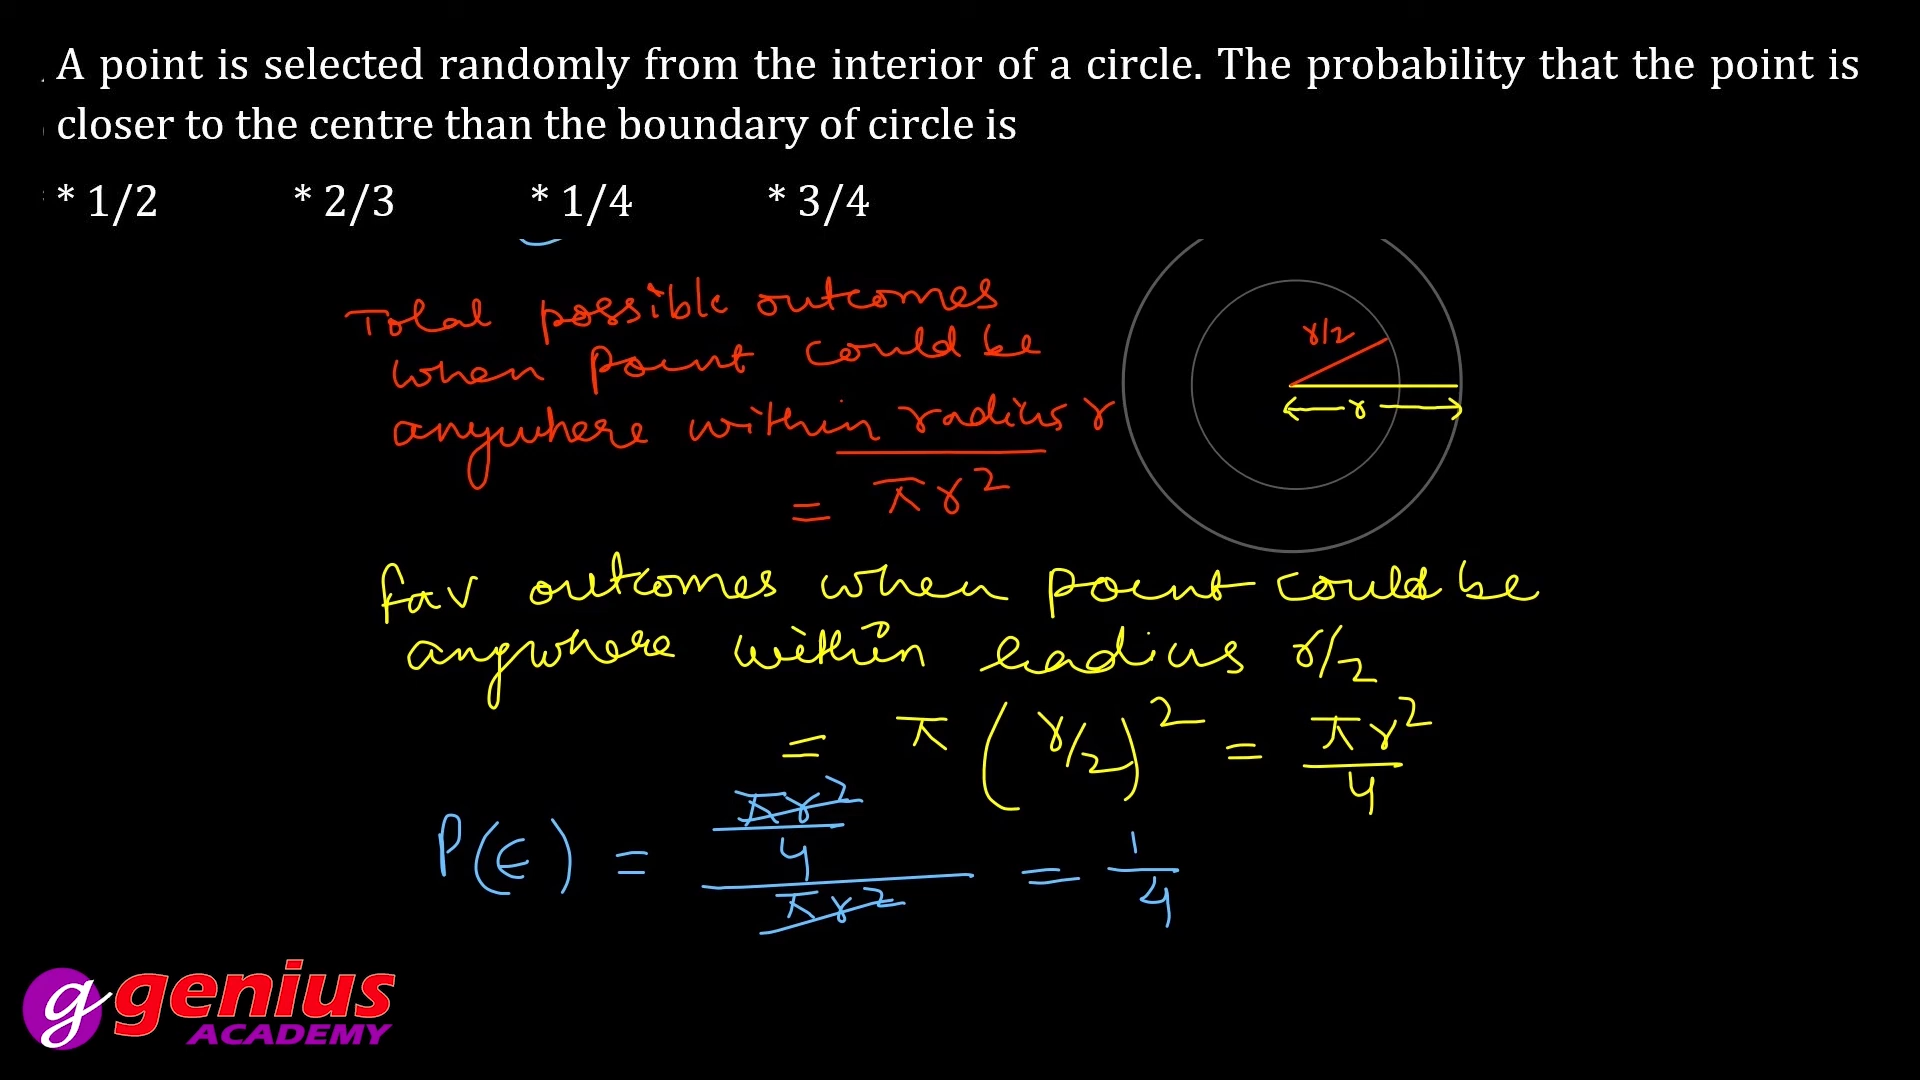 A point is selected randomly from the interior of a circle. The probability that the point is
closer to the centre than the boundary of circle is
* 1/2 * 2/3 * 1/4 * 3/4
Total possible outcomes
when point could be
anywhere within radius r
= πr²
r/2
r
fav outcomes when point could be
anywhere within radius r/2
= π(r/2)² = πr²/4
P(E) = (πr²/4)/(πr²) = 1/4
g genius
ACADEMY